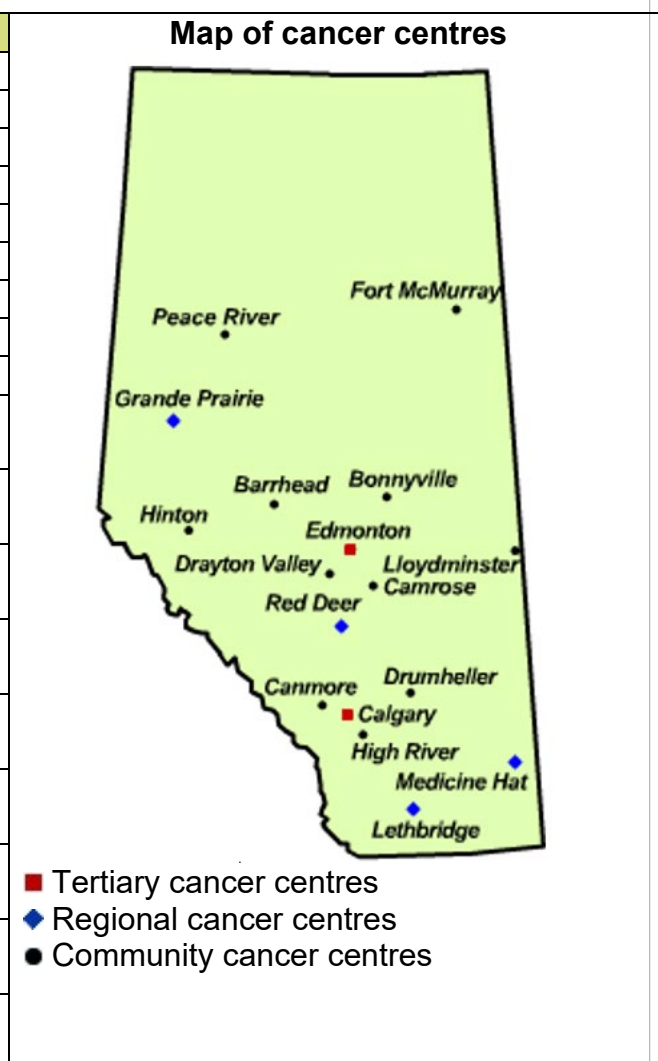 Map of cancer centres
Fort McMurray
Peace River
Grande Prairie
Barrhead
Bonnyville
Hinton
Edmonton
Drayton Valley
Lloydminster
Camrose
Red Deer
Canmore
Drumheller
Calgary
High River
Medicine Hat
Lethbridge
Tertiary cancer centres
Regional cancer centres
Community cancer centres